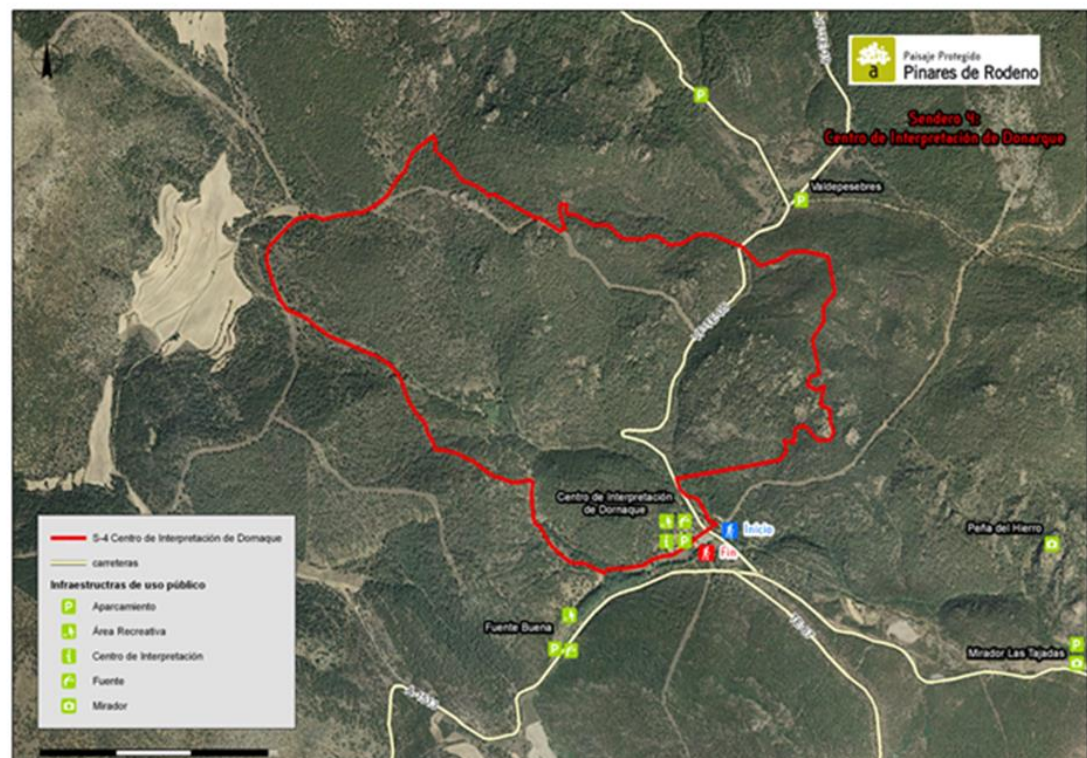 a
Paisaje Protegido
Pinares de Rodeno
Sendero 4:
Centro de Interpretación de Donarque
Valdepesebres
Centro de Interpretación
de Dornaque
Inicio
Fin
Peña del Hierro
Fuente Buena
Mirador Las Tajadas
S-4 Centro de Interpretación de Dornaque
carreteras
Infraestructras de uso público
P Aparcamiento
Área Recreativa
i Centro de Interpretación
Fuente
Mirador